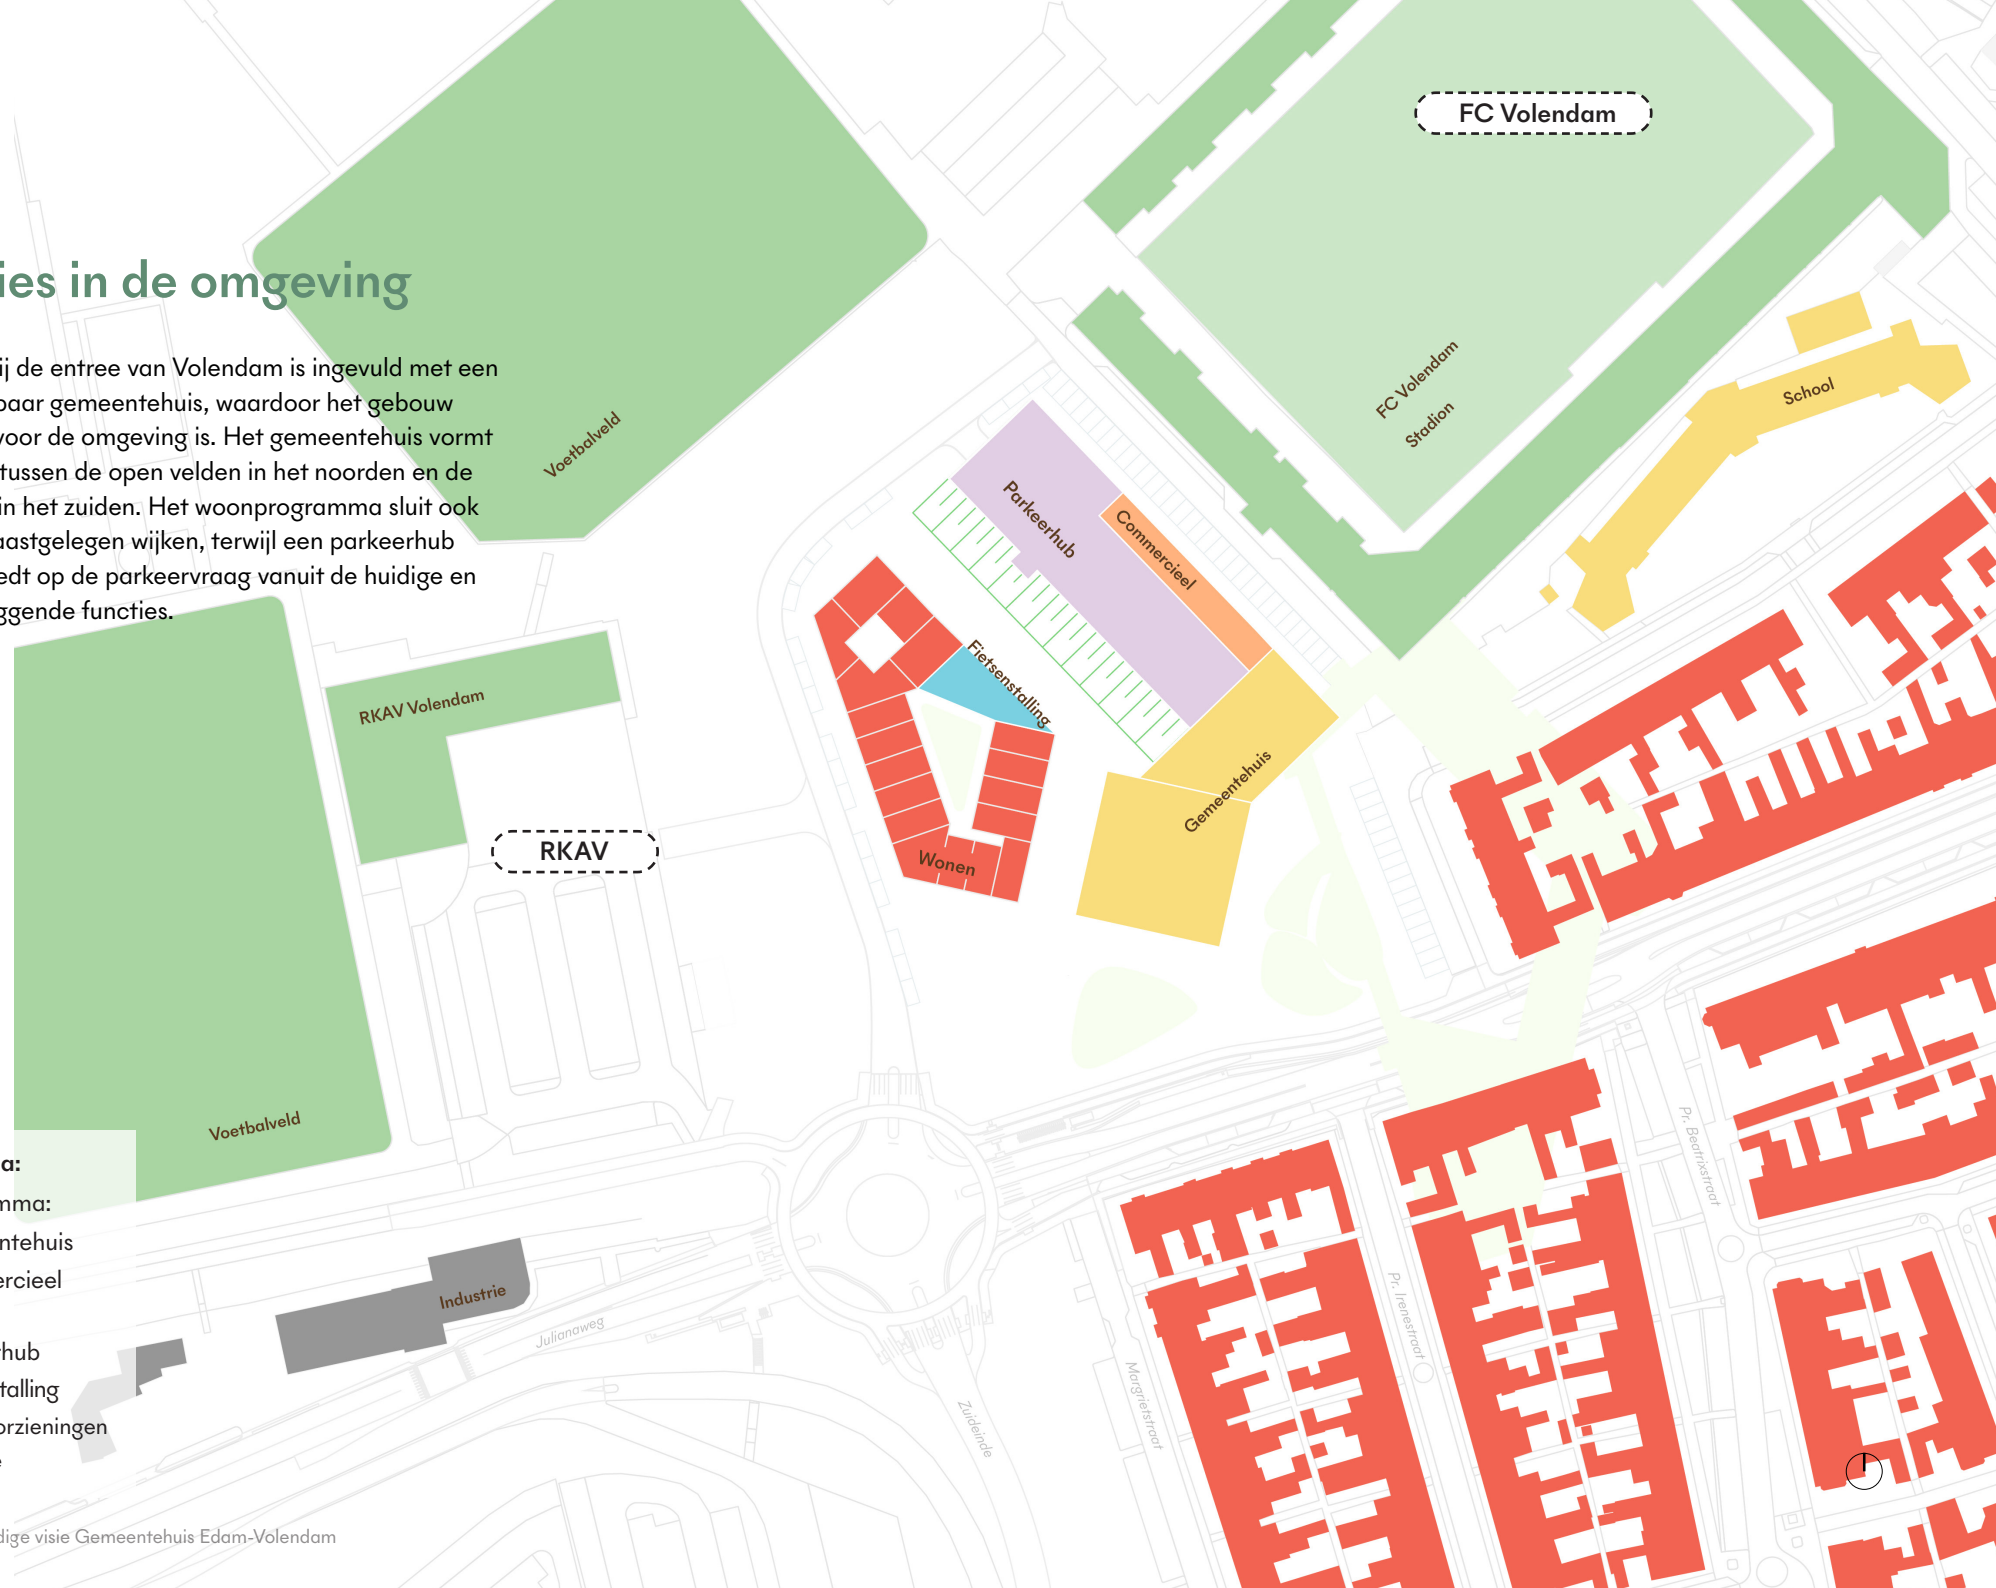 ies in de omgeving
ij de entree van Volendam is ingevuld met een
baar gemeentehuis, waardoor het gebouw
voor de omgeving is. Het gemeentehuis vormt
tussen de open velden in het noorden en de
in het zuiden. Het woonprogramma sluit ook
aastgelegen wijken, terwijl een parkeerhub
edt op de parkeervraag vanuit de huidige en
ggende functies.
FC Volendam
FC Volendam
Stadion
School
Voetbalveld
Parkeerhub
Commercieel
Fietsenstalling
RKAV Volendam
Gemeentehuis
RKAV
Wonen
Voetbalveld
a:
mma:
ntehuis
ercieel
hub
talling
orzieningen
e
Industrie
Julianaweg
Zuideinde
Margrietstraat
Pr. Irenestraat
Pr. Beatrixstraat
dige visie Gemeentehuis Edam-Volendam